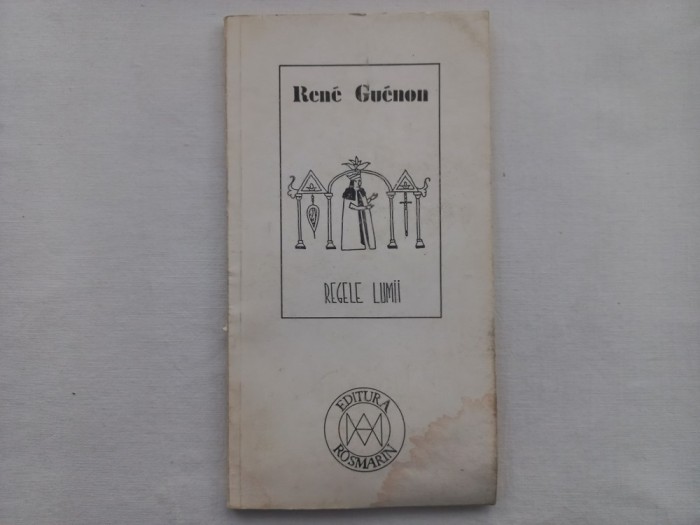 René Guénon
REGELE LUMII
EDITURA
ROSMARIN